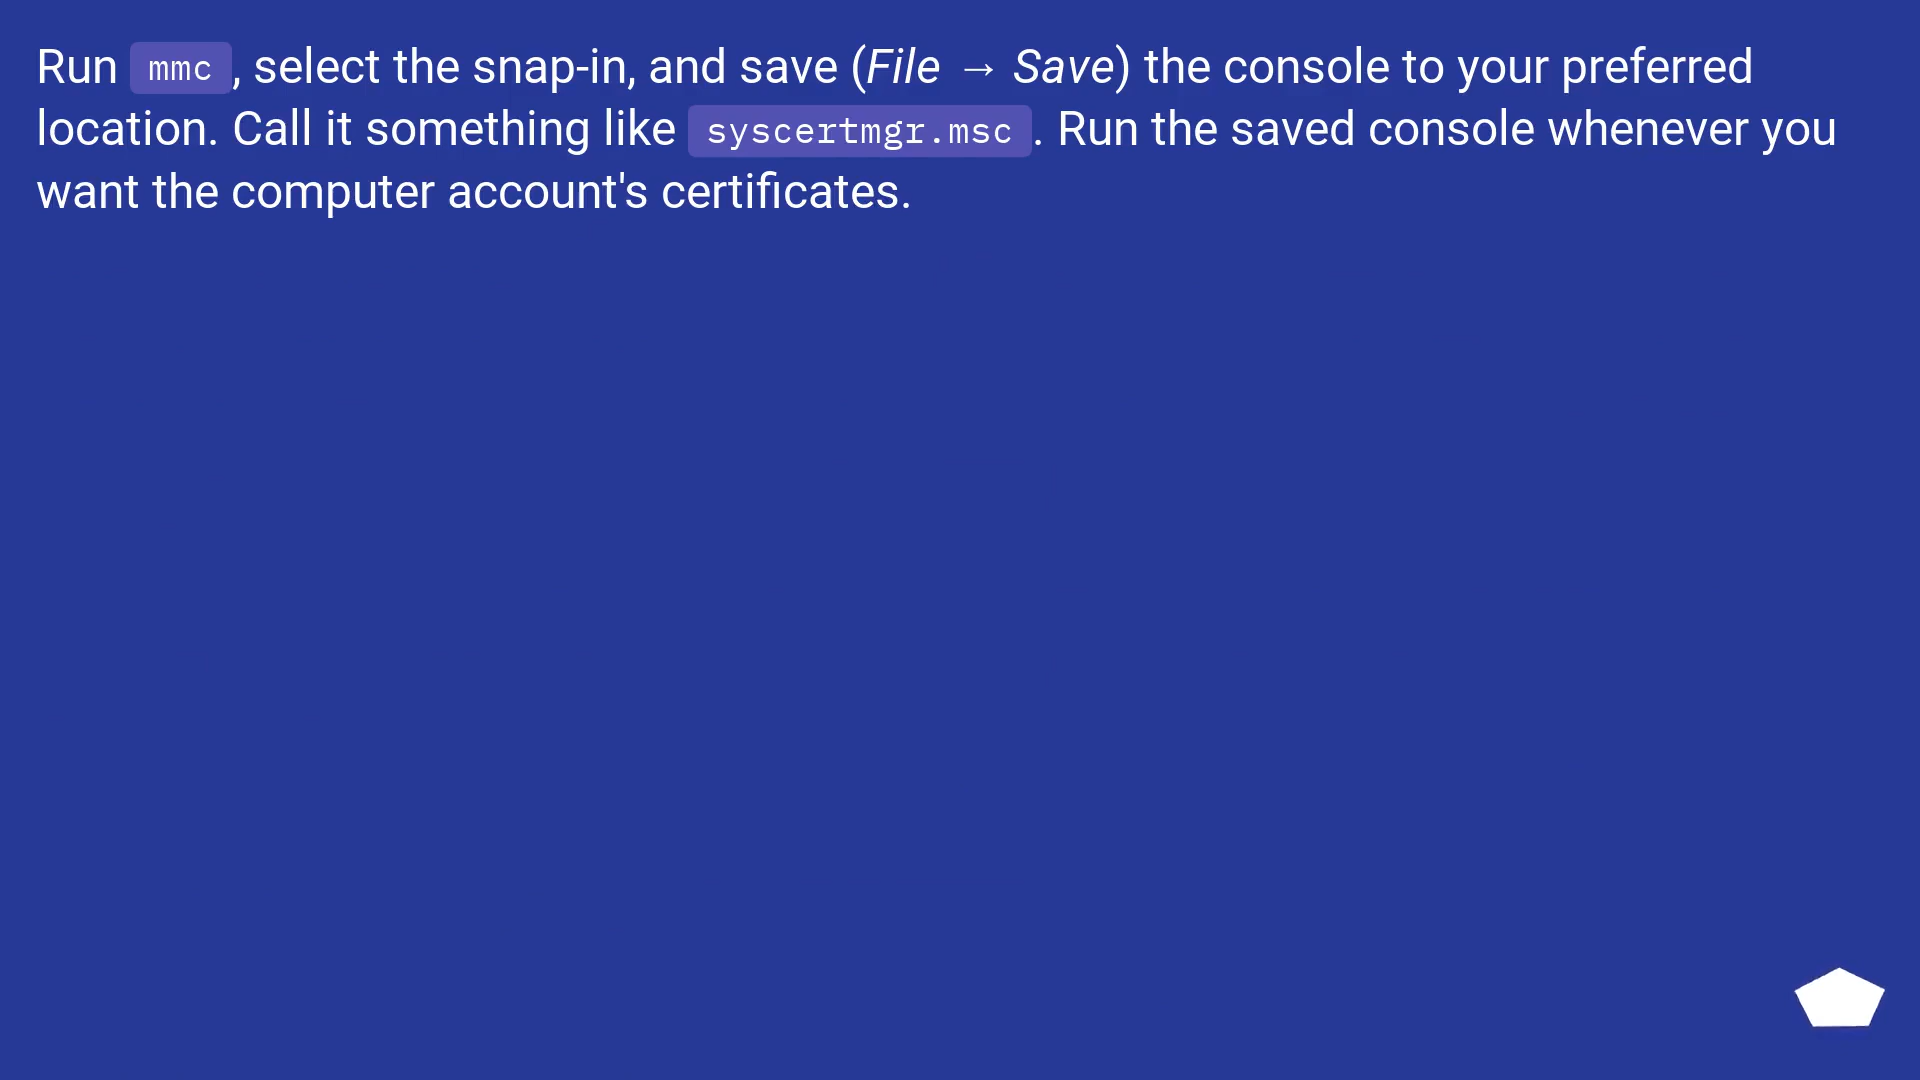 Run mmc, select the snap-in, and save (File → Save) the console to your preferred
location. Call it something like syscertmgr.msc. Run the saved console whenever you
want the computer account's certificates.